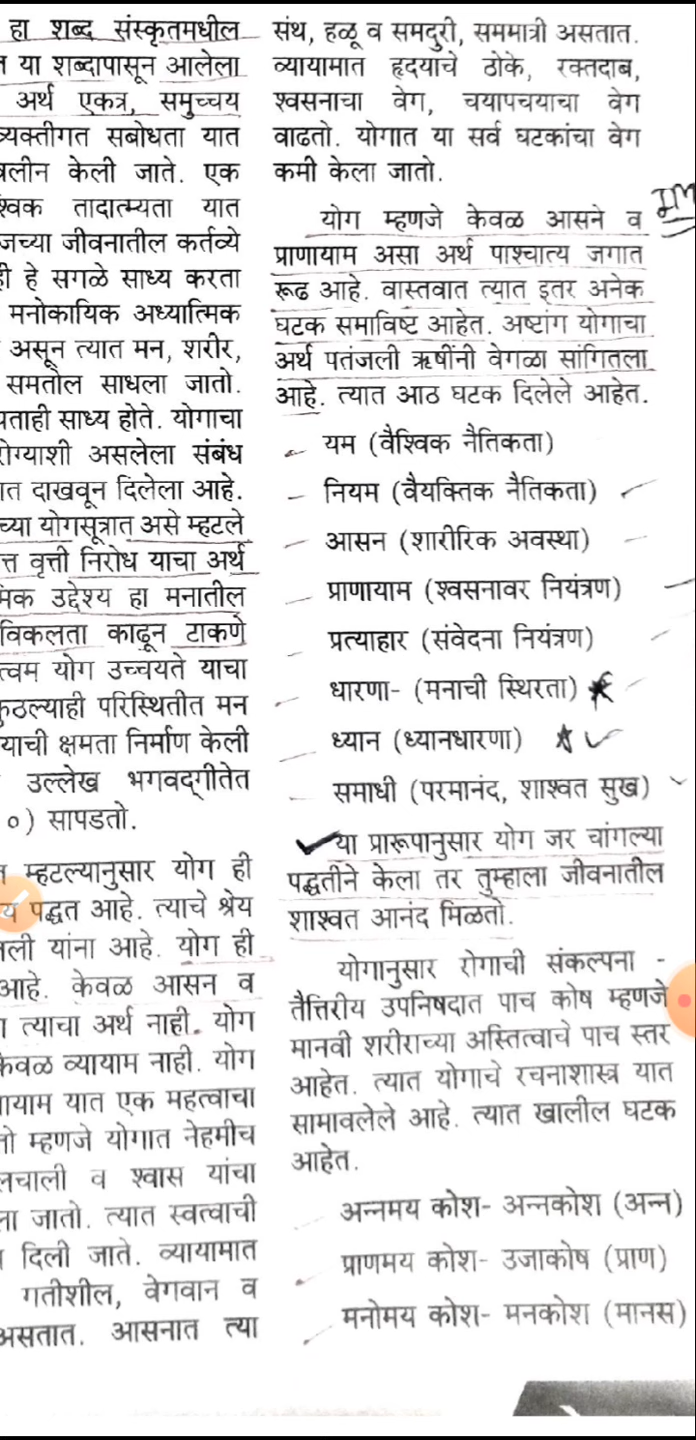 हा शब्द संस्कृतमधील
या शब्दापासून आलेला
अर्थ एकत्र, समुच्चय
सबोधता यात
केली जाते. एक
तादात्म्यता यात
जीवनातील कर्तव्ये
हे सगळे साध्य करता
मनोकायिक अध्यात्मिक
असून त्यात मन, शरीर,
समतोल साधला जातो.
साध्य होते. योगाचा
असलेला संबंध
दाखवून दिलेला आहे.
योगसूत्रात असे म्हटले
वृत्ती निरोध याचा अर्थ
उद्देश्य हा मनातील
काढून टाकणे
योग उच्चयते याचा
परिस्थितीत मन
क्षमता निर्माण केली
उल्लेख भगवद्‌गीतेत
०) सापडतो.
म्हटल्यानुसार योग ही
पद्धत आहे. त्याचे श्रेय
यांना आहे. योग ही
आहे. केवळ आसन व
त्याचा अर्थ नाही. योग
व्यायाम नाही. योग
यात एक महत्वाचा
म्हणजे योगात नेहमीच
व श्वास यांचा
जातो. त्यात स्वत्वाची
दिली जाते. व्यायामात
गतीशील, वेगवान व
असतात. आसनात त्या
संथ, हळू व समदुरी, सममात्री असतात.
व्यायामात हृदयाचे ठोके, रक्तदाब,
श्वसनाचा वेग, चयापचयाचा वेग
वाढतो. योगात या सर्व घटकांचा वेग
कमी केला जातो.
योग म्हणजे केवळ आसने व
प्राणायाम असा अर्थ पाश्चात्य जगात
रूढ आहे. वास्तवात त्यात इतर अनेक
घटक समाविष्ट आहेत. अष्टांग योगाचा
अर्थ पतंजली ऋषींनी वेगळा सांगितला
आहे. त्यात आठ घटक दिलेले आहेत.
यम (वैश्विक नैतिकता)
– नियम (वैयक्तिक नैतिकता)
– आसन (शारीरिक अवस्था)
– प्राणायाम (श्वसनावर नियंत्रण)
– प्रत्याहार (संवेदना नियंत्रण)
– धारणा- (मनाची स्थिरता)
– ध्यान (ध्यानधारणा)
– समाधी (परमानंद, शाश्वत सुख)
या प्रारूपानुसार योग जर चांगल्या
पद्धतीने केला तर तुम्हाला जीवनातील
शाश्वत आनंद मिळतो.
योगानुसार रोगाची संकल्पना -
तैत्तिरीय उपनिषदात पाच कोष म्हणजे
मानवी शरीराच्या अस्तित्वाचे पाच स्तर
आहेत. त्यात योगाचे रचनाशास्त्र यात
सामावलेले आहे. त्यात खालील घटक
आहेत.
अन्नमय कोश- अन्नकोश (अन्न)
प्राणमय कोश- उजाकोष (प्राण)
मनोमय कोश- मनकोश (मानस)